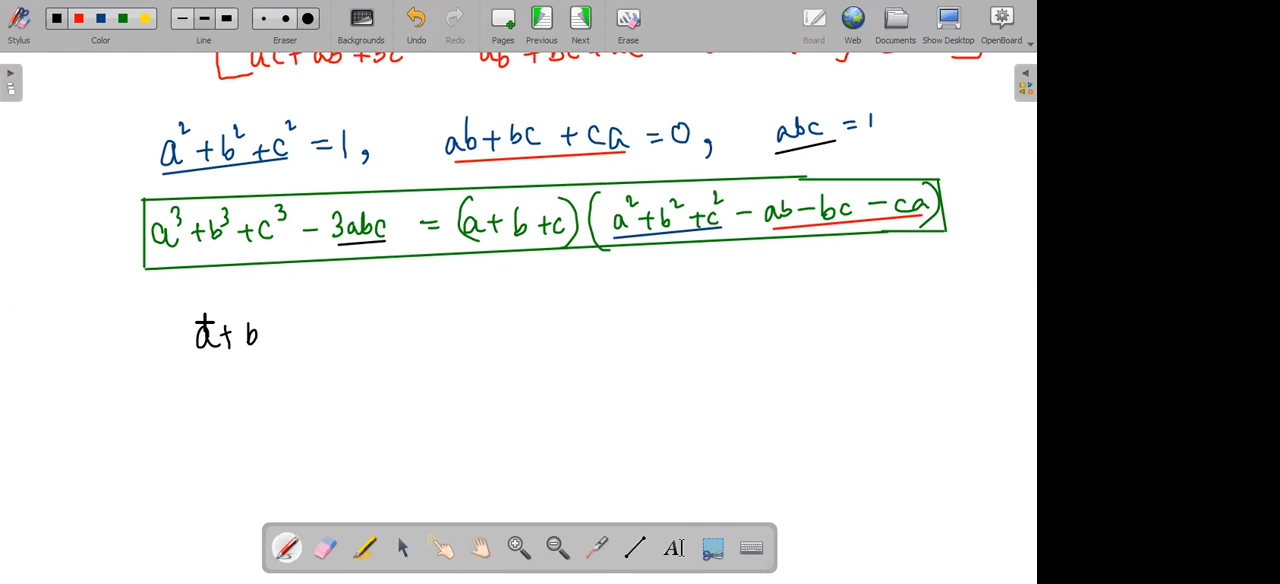 Stylus Color Line Eraser Backgrounds Undo Redo Pages Previous Next Erase Board Web Documents Show Desktop OpenBoard
a² + b² + c² = 1, ab + bc + ca = 0, abc = 1
a³ + b³ + c³ - 3abc = (a + b + c) (a² + b² + c² - ab - bc - ca)
a + b